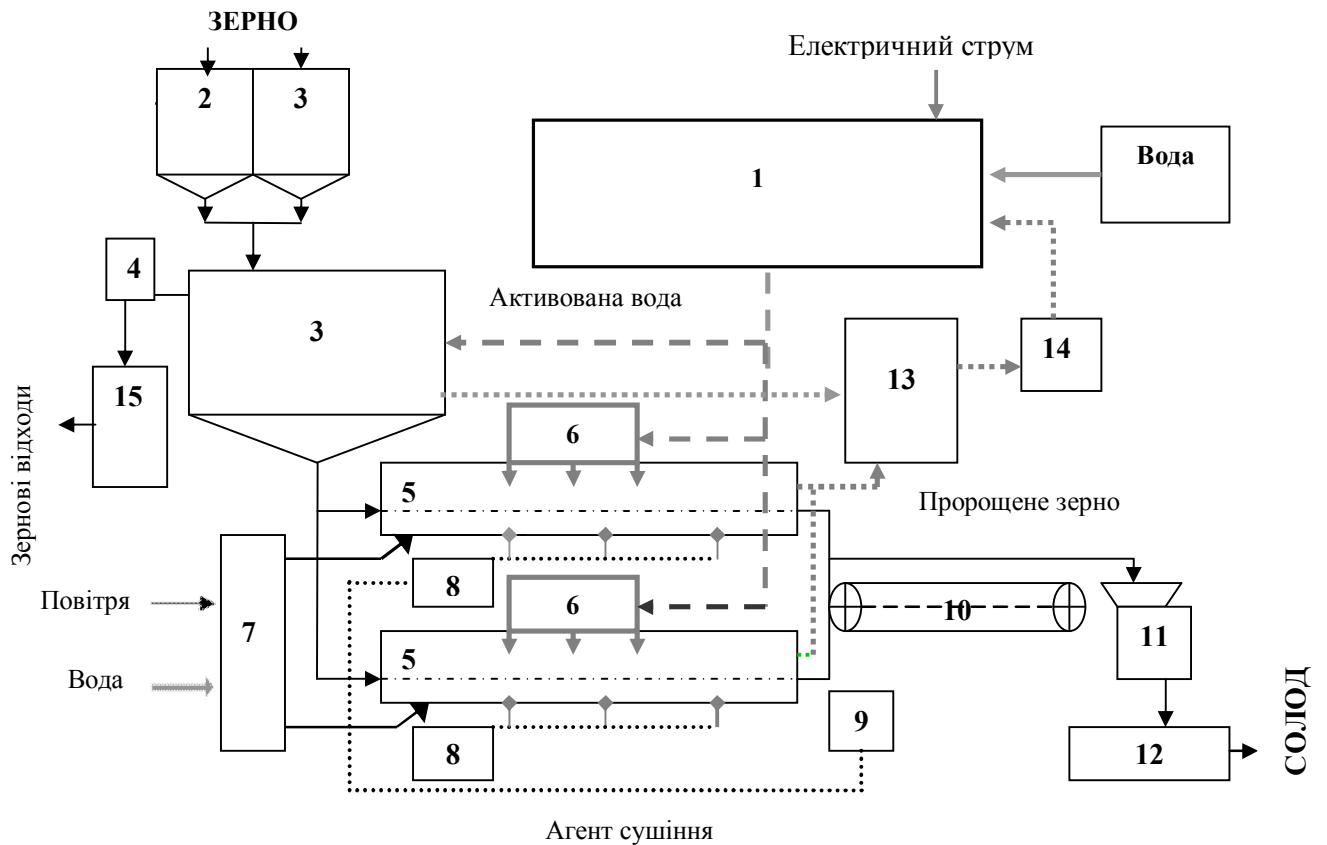 ЗЕРНО
Електричний струм
2
3
1
Вода
4
Активована вода
3
14
13
15
6
Зернові відходи
5
Пророщене зерно
8
6
10
Повітря
7
11
5
Вода
9
СОЛОД
8
12
Агент сушіння